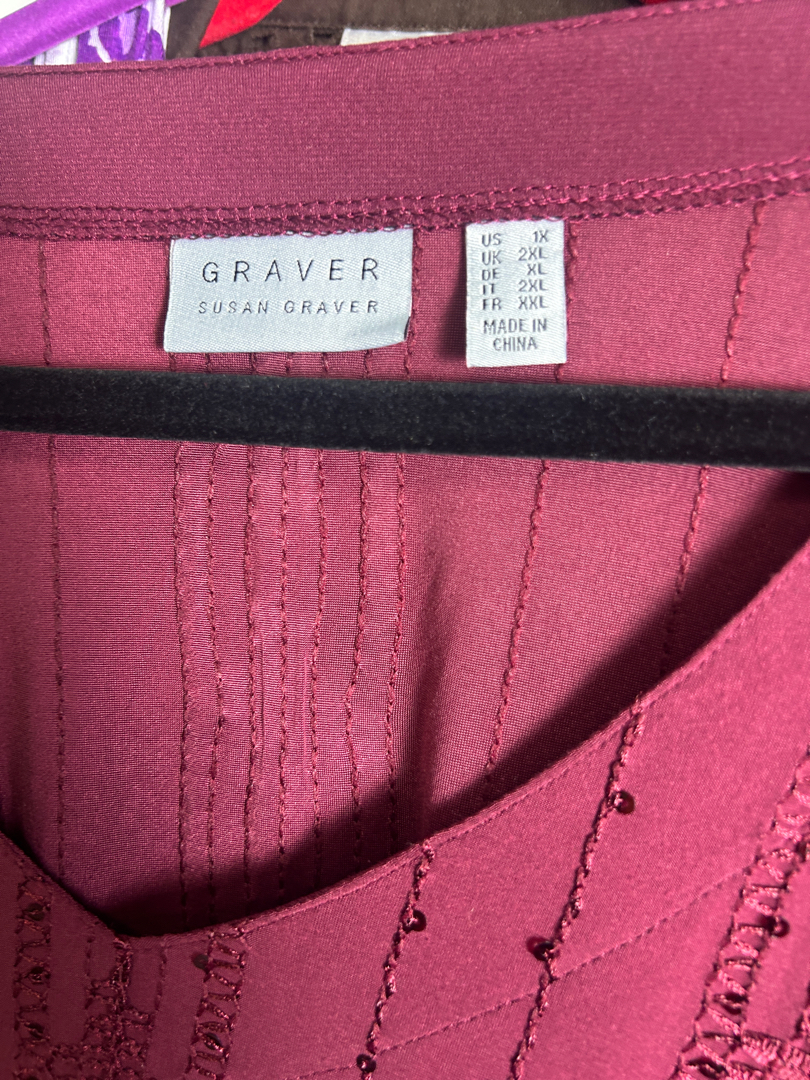 GRAVER
SUSAN GRAVER
US 1X
UK 2XL
DE XL
IT 2XL
FR XXL
MADE IN
CHINA